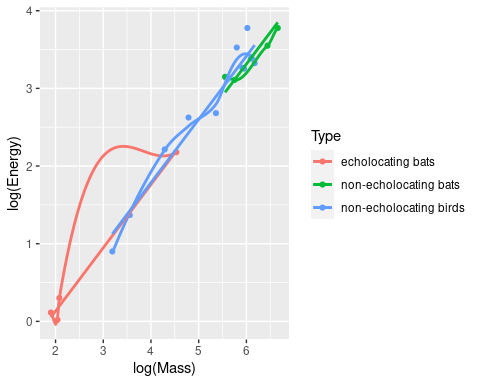 4
3
2
1
0
log(Energy)
2
3
4
5
6
log(Mass)
Type
echolocating bats
non-echolocating bats
non-echolocating birds